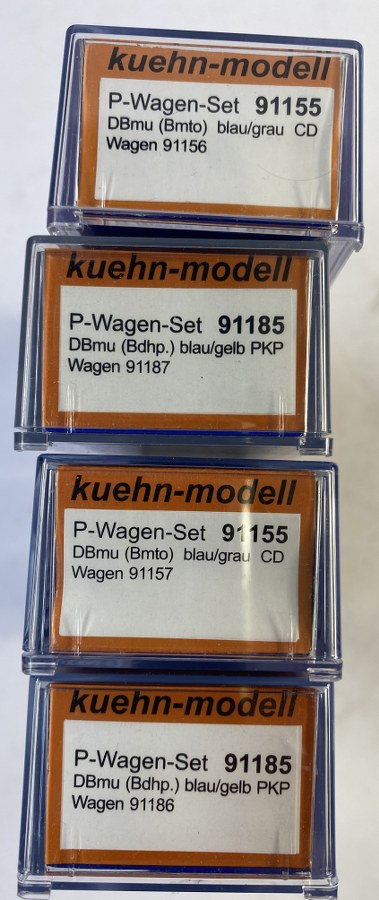 kuehn-modell
P-Wagen-Set 91155
DBmu (Bmto) blau/grau CD
Wagen 91156
kuehn-modell
P-Wagen-Set 91185
DBmu (Bdhp.) blau/gelb PKP
Wagen 91187
kuehn-modell
P-Wagen-Set 91155
DBmu (Bmto) blau/grau CD
Wagen 91157
kuehn-modell
P-Wagen-Set 91185
DBmu (Bdhp.) blau/gelb PKP
Wagen 91186